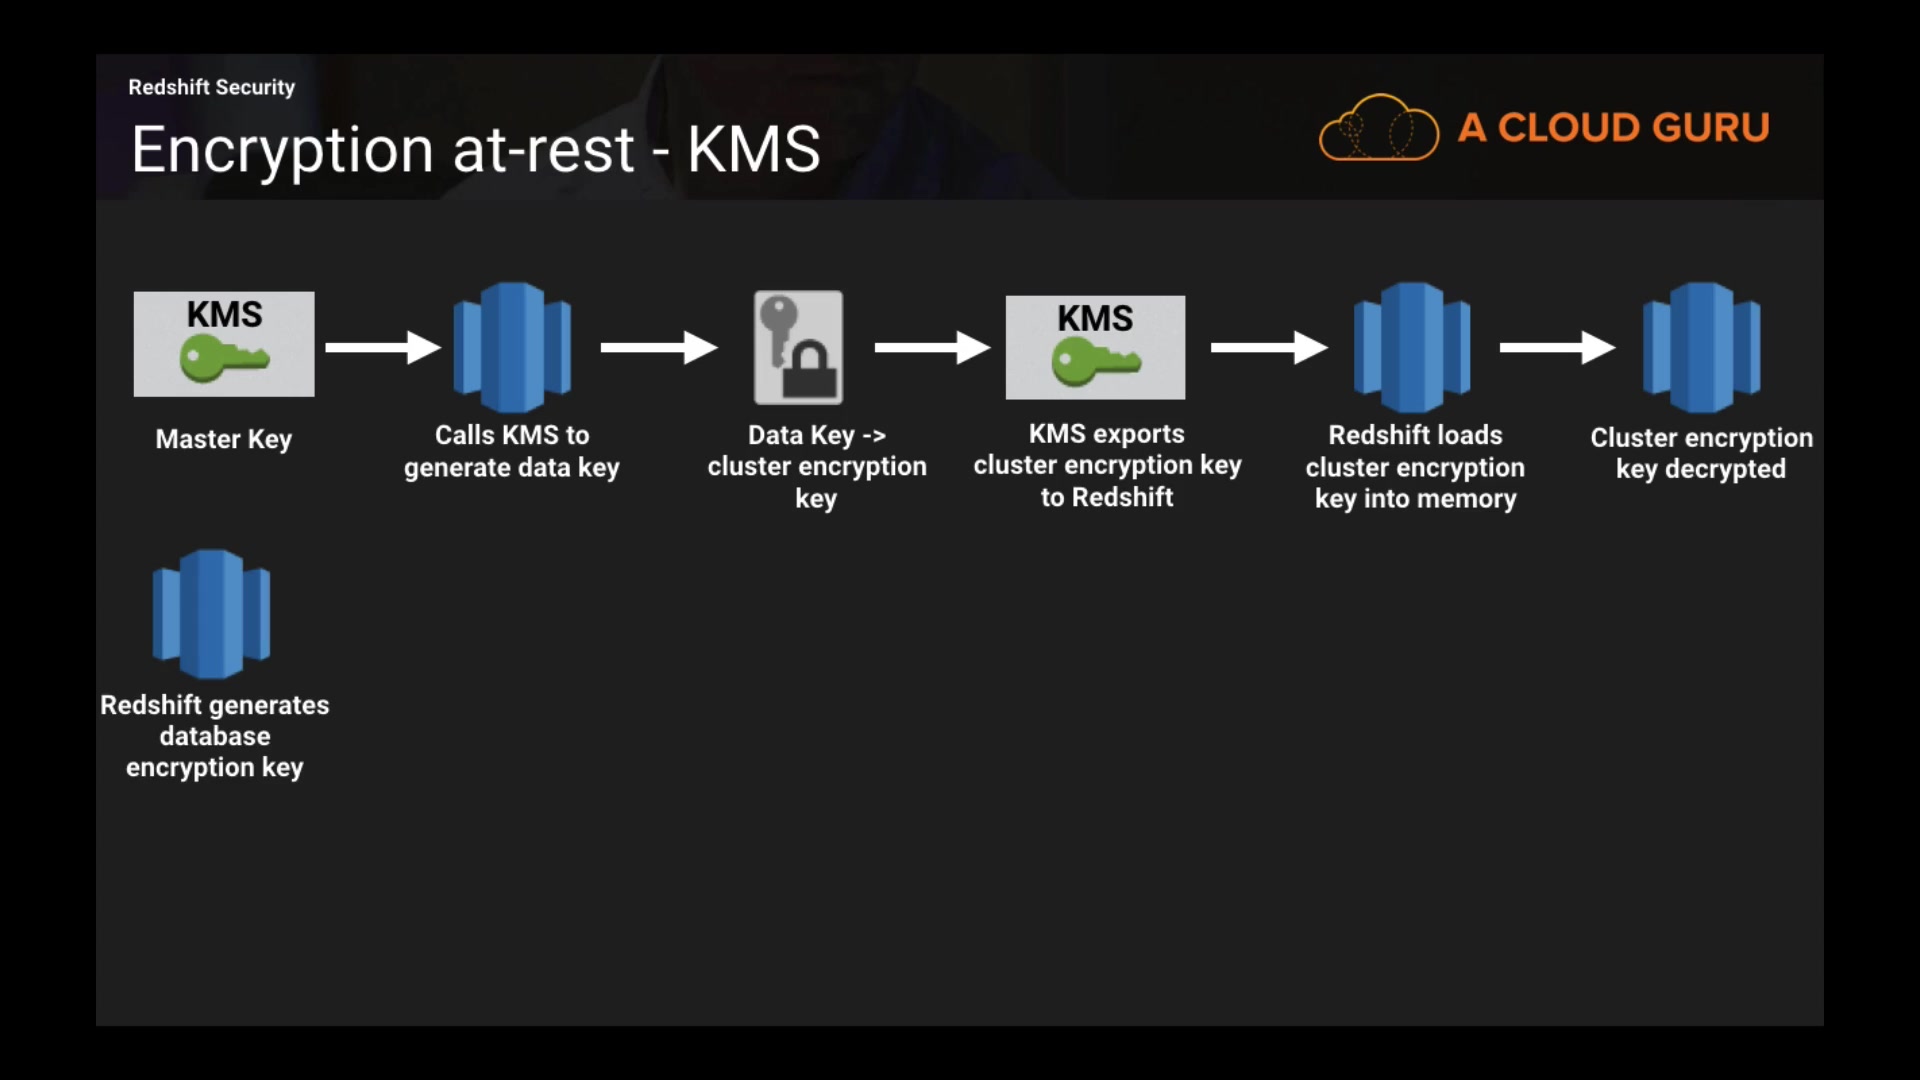 Redshift Security
Encryption at-rest - KMS
A CLOUD GURU
KMS
Master Key
Calls KMS to
generate data key
Data Key ->
cluster encryption
key
KMS
KMS exports
cluster encryption key
to Redshift
Redshift loads
cluster encryption
key into memory
Cluster encryption
key decrypted
Redshift generates
database
encryption key